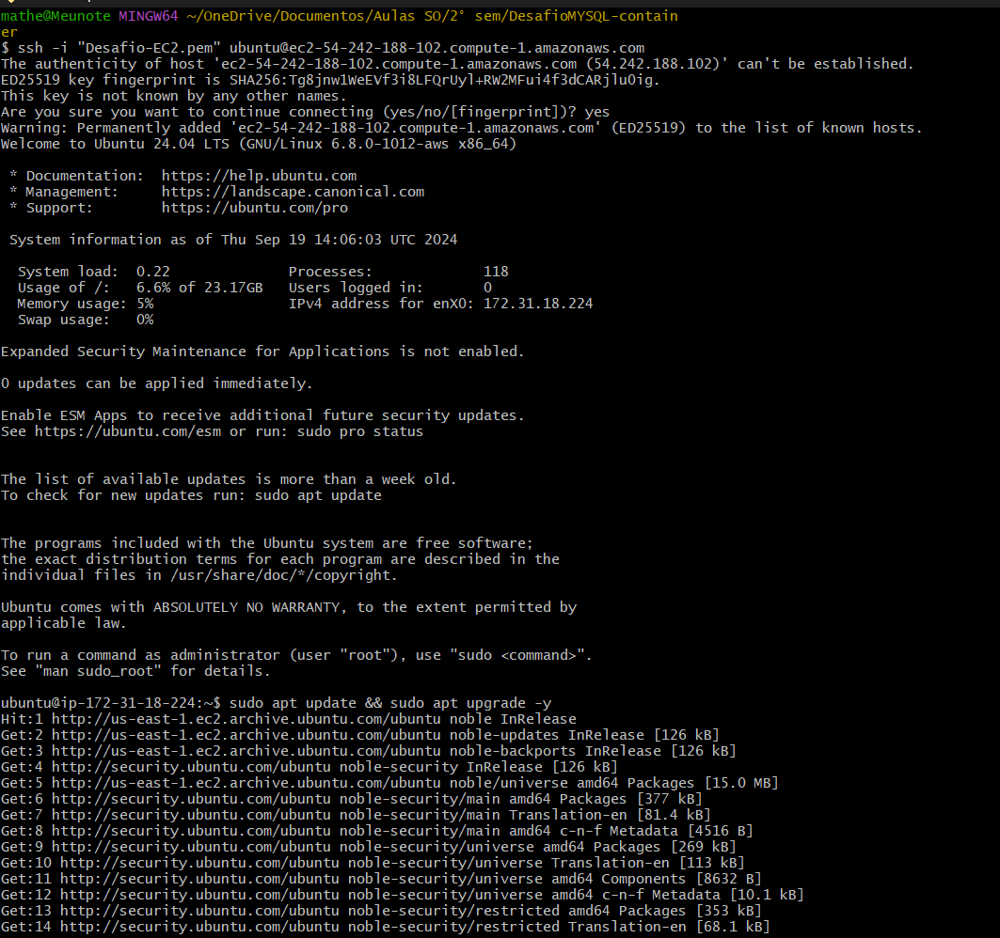 mathe@Meunote MINGW64 ~/OneDrive/Documentos/Aulas SO/2° sem/DesafioMYSQL-contain
er
$ ssh -i "Desafio-EC2.pem" ubuntu@ec2-54-242-188-102.compute-1.amazonaws.com
The authenticity of host 'ec2-54-242-188-102.compute-1.amazonaws.com (54.242.188.102)' can't be established.
ED25519 key fingerprint is SHA256:Tg8jnw1WeEVf3i8LFQrUyl+RW2MFui4f3dCARjlu0ig.
This key is not known by any other names.
Are you sure you want to continue connecting (yes/no/[fingerprint])? yes
Warning: Permanently added 'ec2-54-242-188-102.compute-1.amazonaws.com' (ED25519) to the list of known hosts.
Welcome to Ubuntu 24.04 LTS (GNU/Linux 6.8.0-1012-aws x86_64)

 * Documentation:  https://help.ubuntu.com
 * Management:     https://landscape.canonical.com
 * Support:        https://ubuntu.com/pro

 System information as of Thu Sep 19 14:06:03 UTC 2024

  System load:  0.22              Processes:             118
  Usage of /:   6.6% of 23.17GB   Users logged in:       0
  Memory usage: 5%                IPv4 address for enX0: 172.31.18.224
  Swap usage:   0%

Expanded Security Maintenance for Applications is not enabled.

0 updates can be applied immediately.

Enable ESM Apps to receive additional future security updates.
See https://ubuntu.com/esm or run: sudo pro status


The list of available updates is more than a week old.
To check for new updates run: sudo apt update


The programs included with the Ubuntu system are free software;
the exact distribution terms for each program are described in the
individual files in /usr/share/doc/*/copyright.

Ubuntu comes with ABSOLUTELY NO WARRANTY, to the extent permitted by
applicable law.

To run a command as administrator (user "root"), use "sudo <command>".
See "man sudo_root" for details.

ubuntu@ip-172-31-18-224:~$ sudo apt update && sudo apt upgrade -y
Hit:1 http://us-east-1.ec2.archive.ubuntu.com/ubuntu noble InRelease
Get:2 http://us-east-1.ec2.archive.ubuntu.com/ubuntu noble-updates InRelease [126 kB]
Get:3 http://us-east-1.ec2.archive.ubuntu.com/ubuntu noble-backports InRelease [126 kB]
Get:4 http://security.ubuntu.com/ubuntu noble-security InRelease [126 kB]
Get:5 http://us-east-1.ec2.archive.ubuntu.com/ubuntu noble/universe amd64 Packages [15.0 MB]
Get:6 http://security.ubuntu.com/ubuntu noble-security/main amd64 Packages [377 kB]
Get:7 http://security.ubuntu.com/ubuntu noble-security/main Translation-en [81.4 kB]
Get:8 http://security.ubuntu.com/ubuntu noble-security/main amd64 c-n-f Metadata [4516 B]
Get:9 http://security.ubuntu.com/ubuntu noble-security/universe amd64 Packages [269 kB]
Get:10 http://security.ubuntu.com/ubuntu noble-security/universe Translation-en [113 kB]
Get:11 http://security.ubuntu.com/ubuntu noble-security/universe amd64 Components [8632 B]
Get:12 http://security.ubuntu.com/ubuntu noble-security/universe amd64 c-n-f Metadata [10.1 kB]
Get:13 http://security.ubuntu.com/ubuntu noble-security/restricted amd64 Packages [353 kB]
Get:14 http://security.ubuntu.com/ubuntu noble-security/restricted Translation-en [68.1 kB]